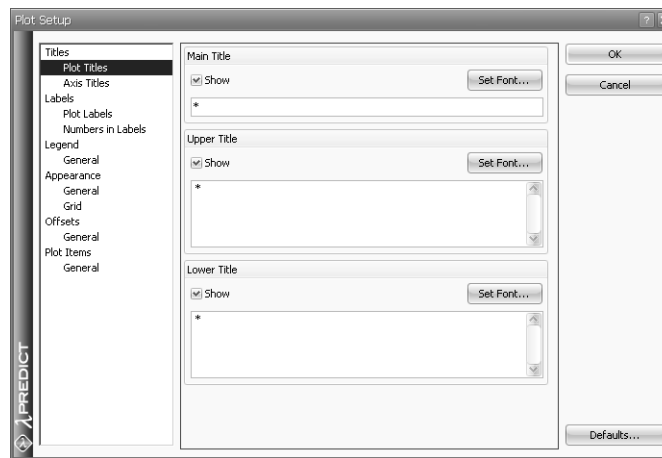 Plot Setup
?
Titles
Plot Titles
Axis Titles
Labels
Plot Labels
Numbers in Labels
Legend
General
Appearance
General
Grid
Offsets
General
Plot Items
General
Main Title
Show
Set Font...
*
Upper Title
Show
Set Font...
*
Lower Title
Show
Set Font...
*
OK
Cancel
Defaults...
λ PREDICT